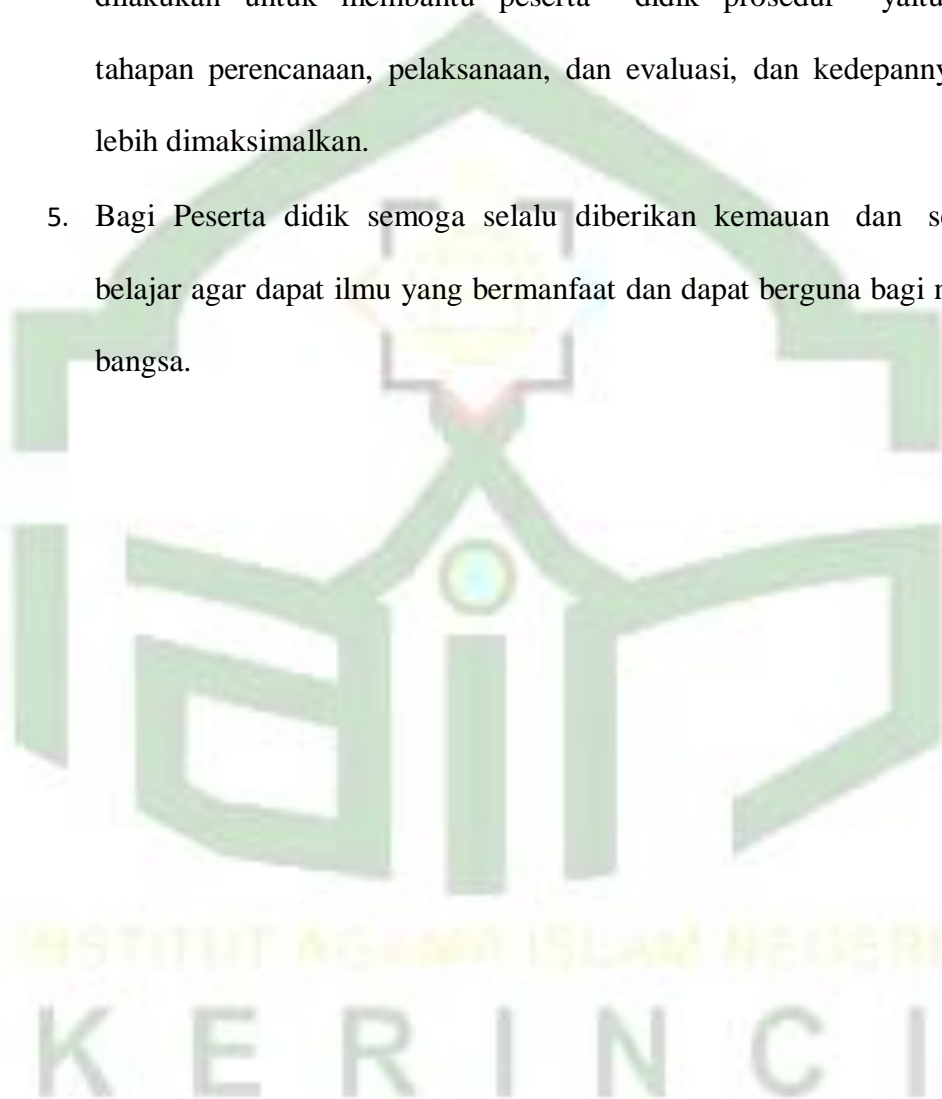 dilakukan untuk membantu peserta didik prosedur yaitu
tahapan perencanaan, pelaksanaan, dan evaluasi, dan kedepanny
lebih dimaksimalkan.
5. Bagi Peserta didik semoga selalu diberikan kemauan dan
belajar agar dapat ilmu yang bermanfaat dan dapat berguna bagi
bangsa.
INSTITUT AGAMA ISLAM NEGERI
KERINCI